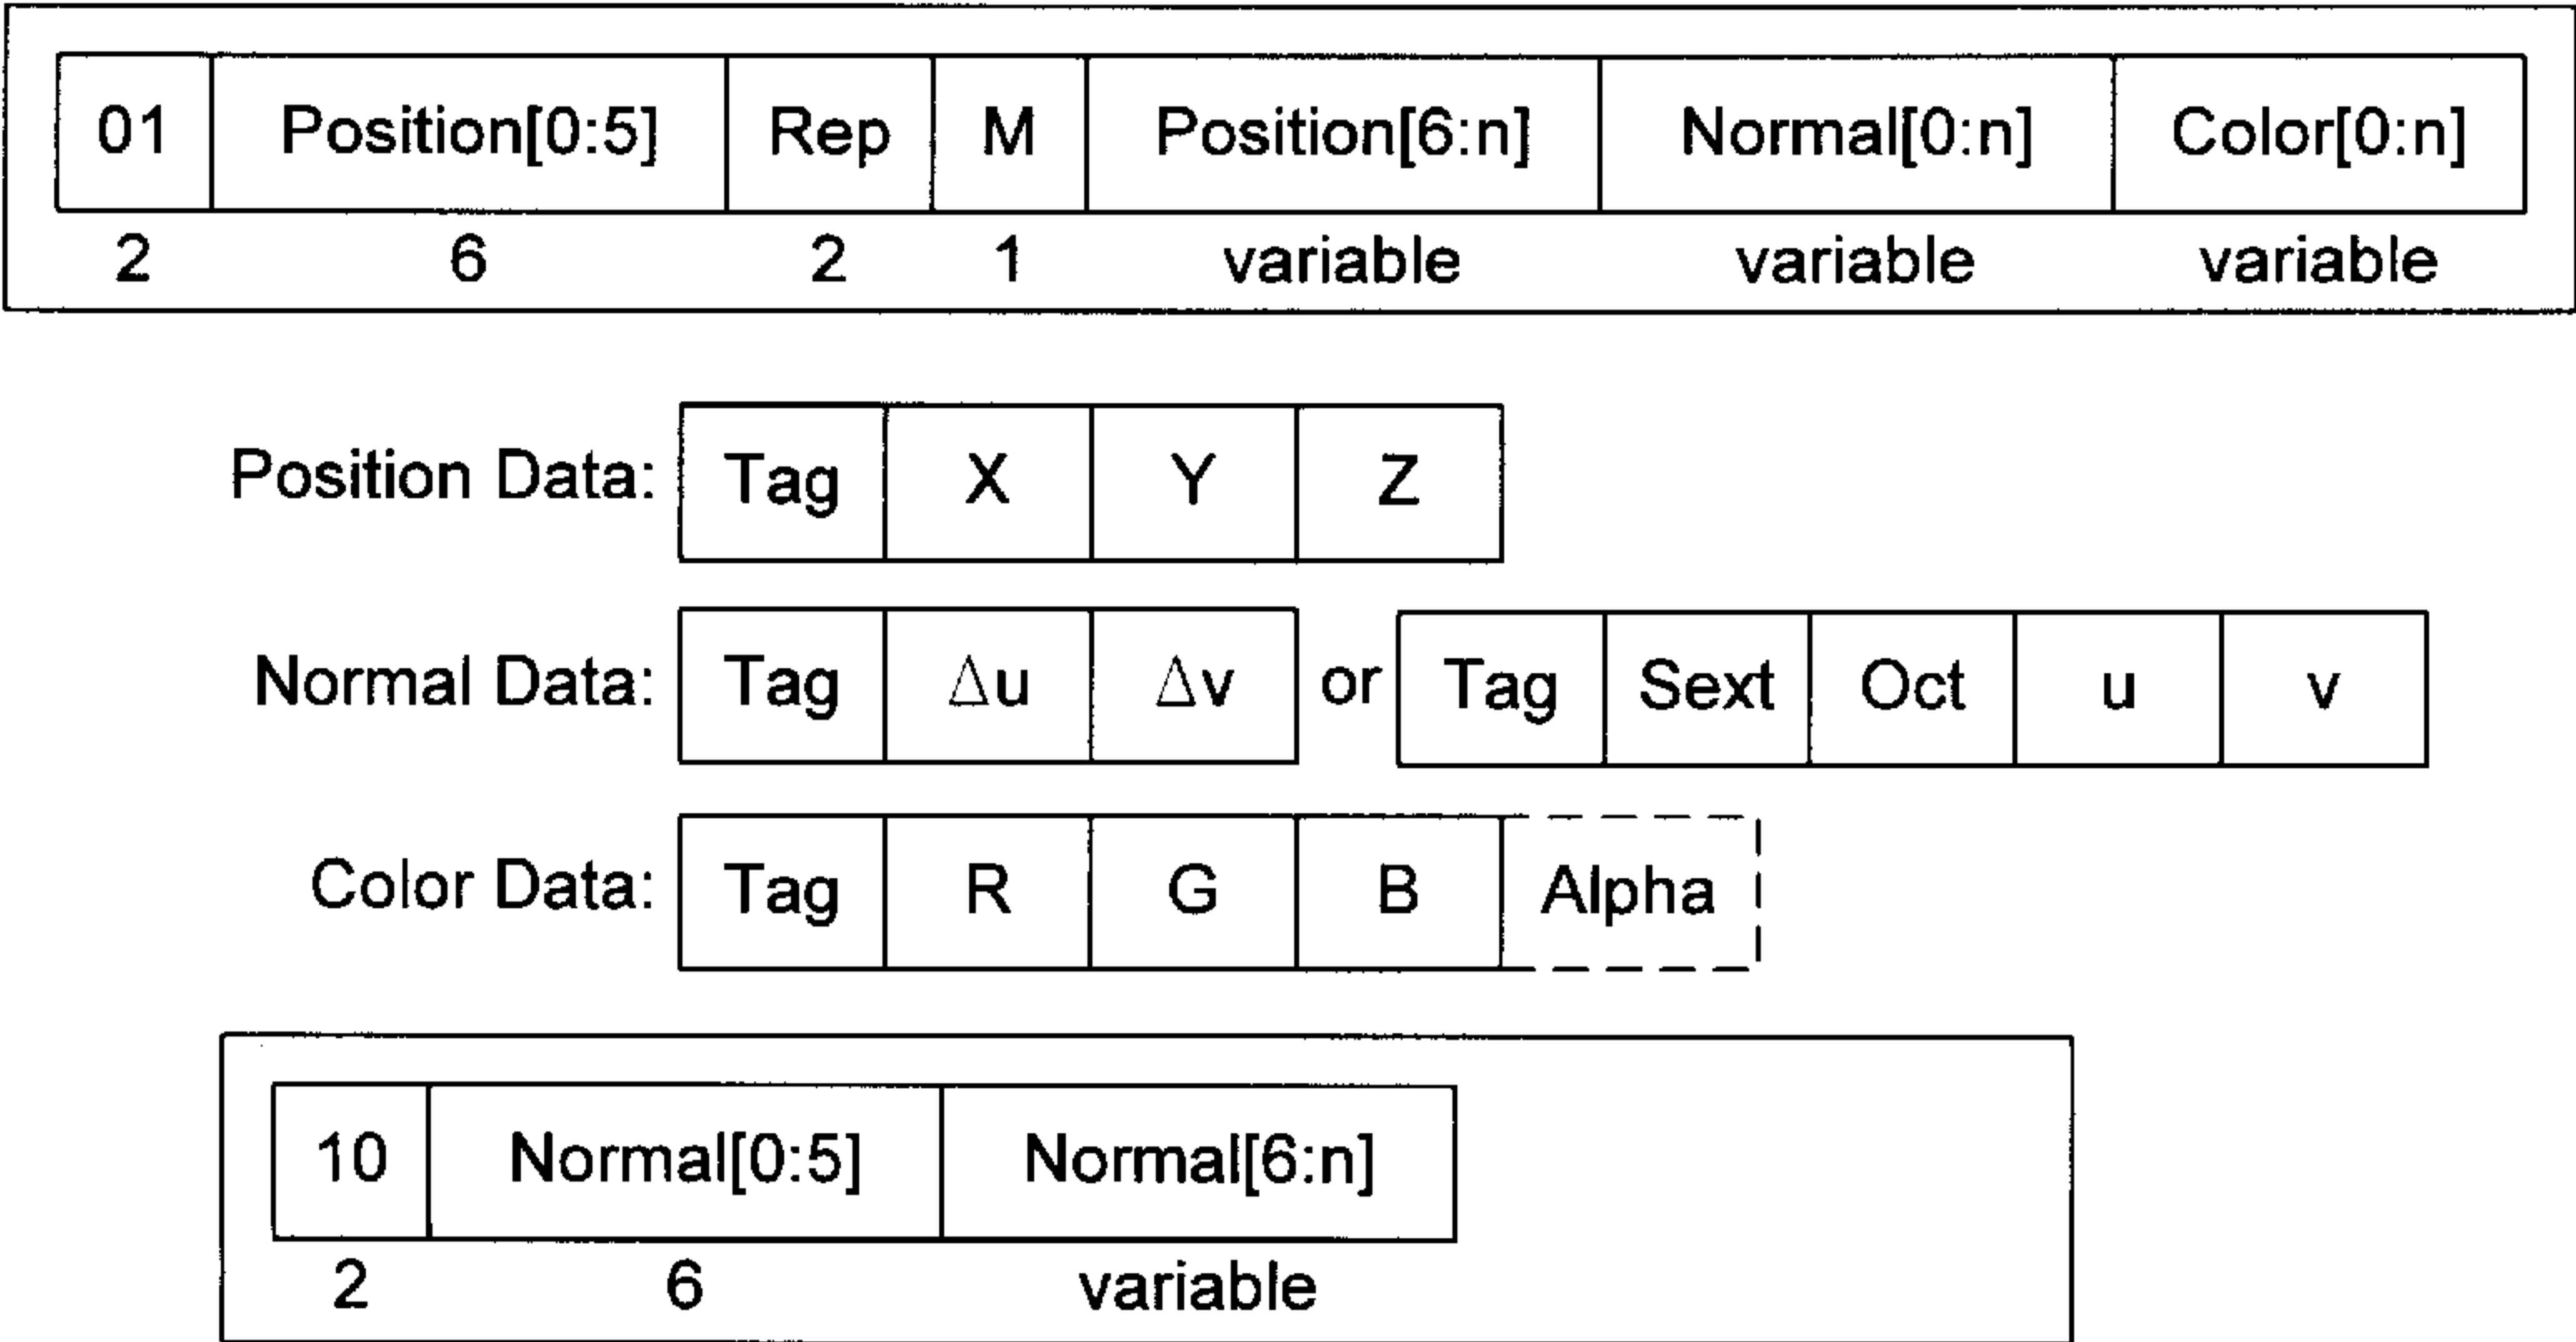 01 Position[0:5] Rep M Position[6:n] Normal[0:n] Color[0:n]
2 6 2 1 variable variable variable
Position Data: Tag X Y Z
Normal Data: Tag Δu Δv or Tag Sext Oct u v
Color Data: Tag R G B Alpha
10 Normal[0:5] Normal[6:n]
2 6 variable